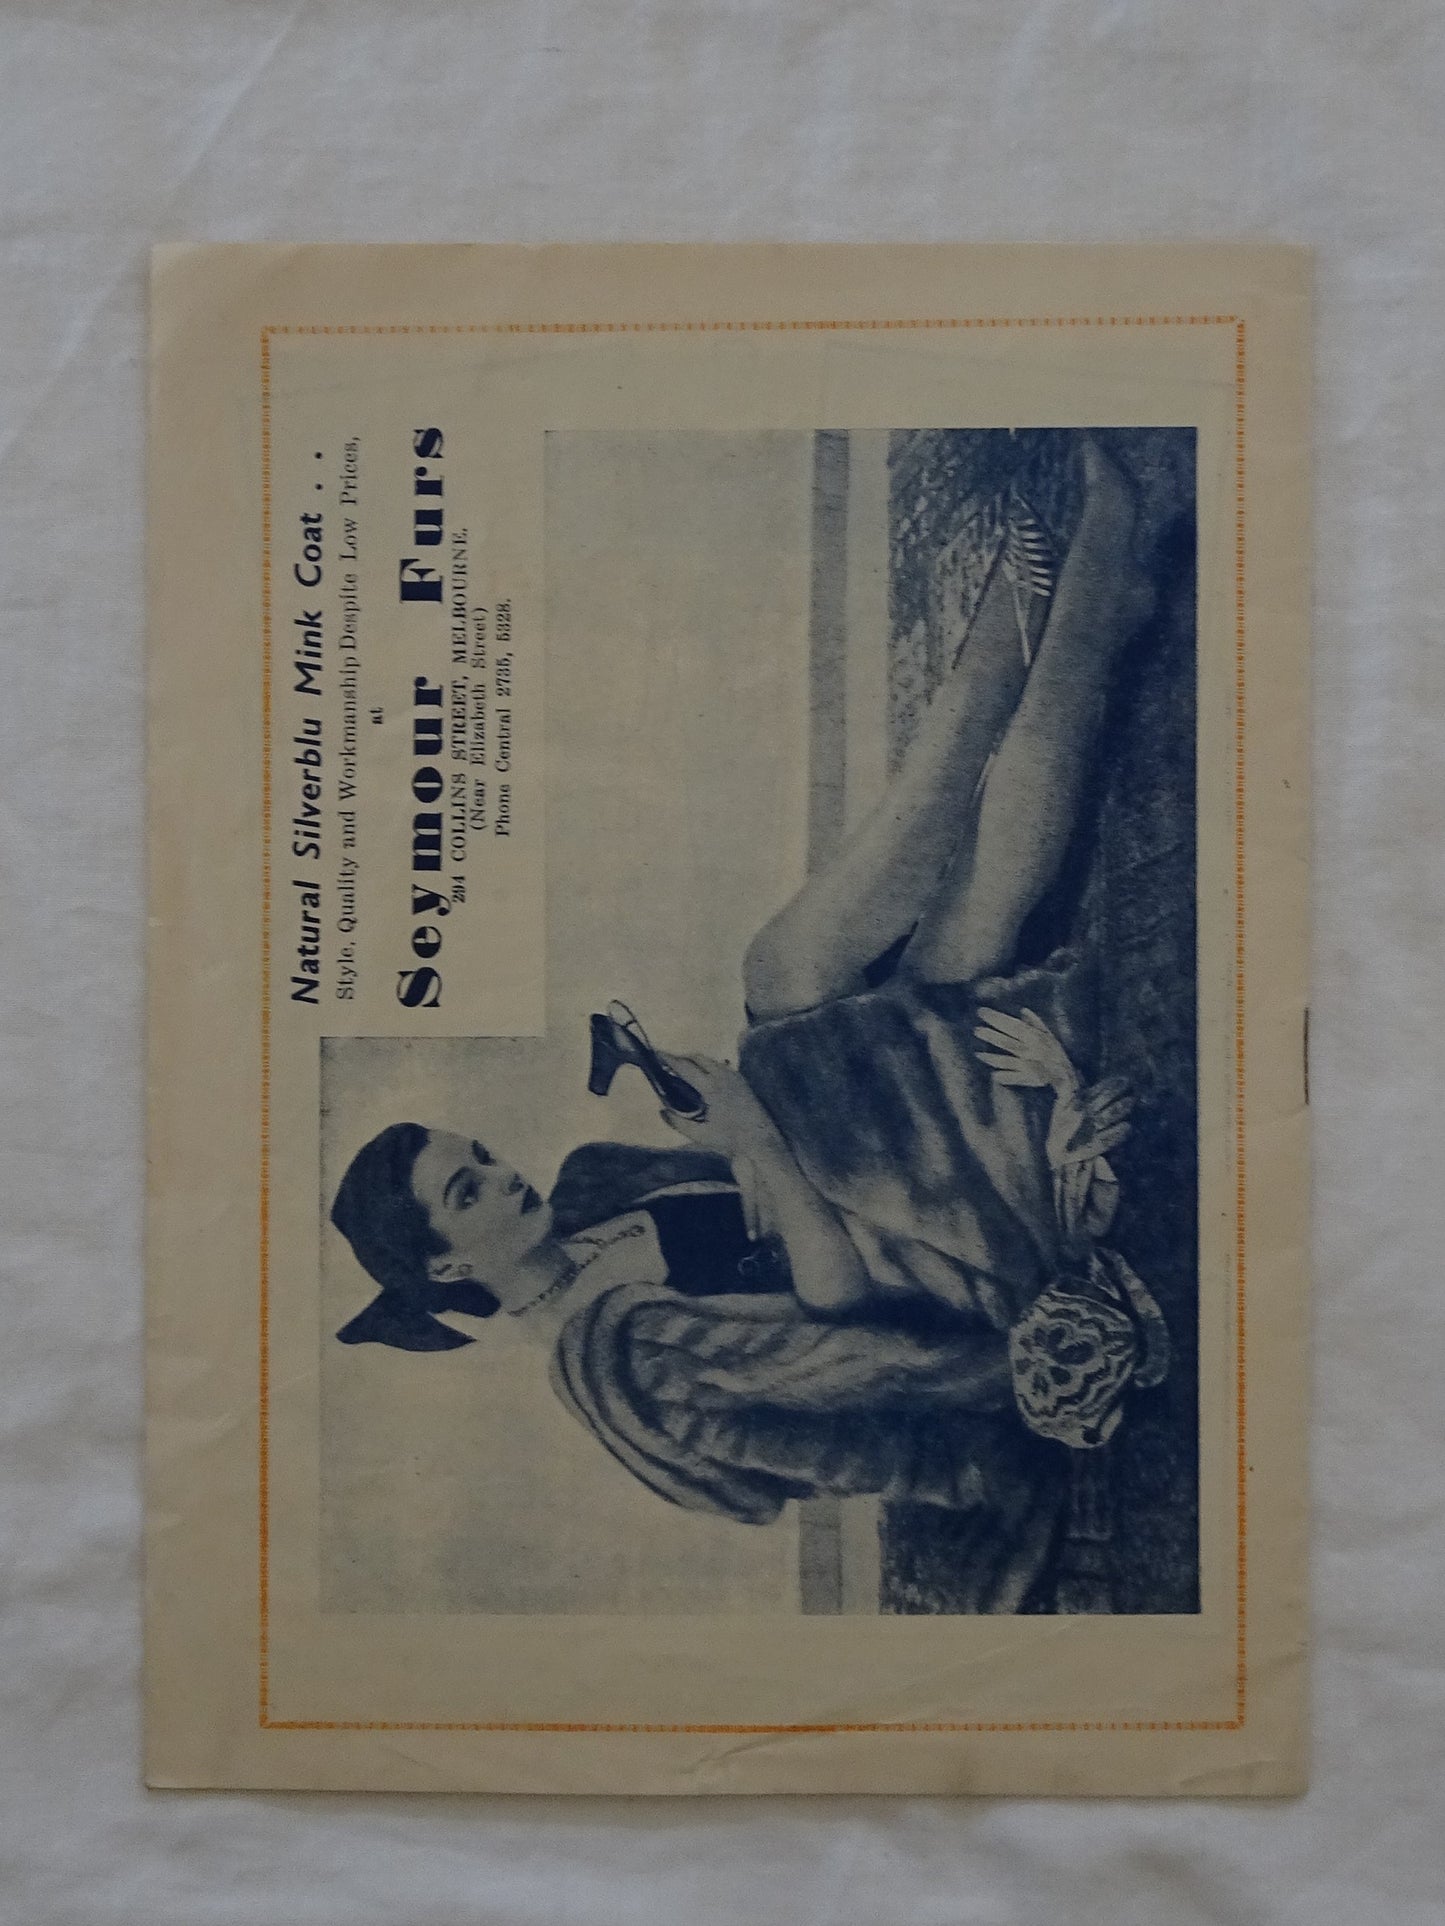 Natural Silverblu Mink Coat . .
Style, Quality and Workmanship Despite Low Prices,
at
Seymour Furs
294 COLLINS STREET, MELBOURNE.
(Near Elizabeth Street)
Phone Central 2735, 5328.